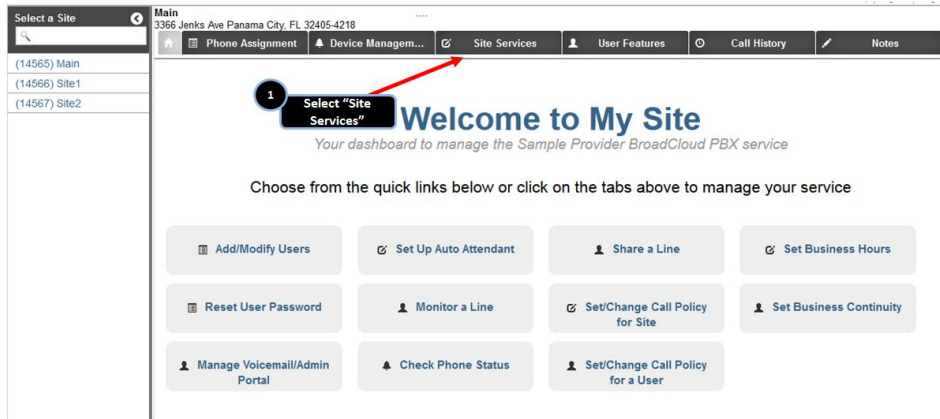 Select a Site
(14565) Main
(14566) Site1
(14567) Site2
Main
3366 Jenks Ave Panama City, FL 32405-4218
Phone Assignment
Device Managem...
Site Services
User Features
Call History
Notes
1
Select “Site
Services”
Welcome to My Site
Your dashboard to manage the Sample Provider BroadCloud PBX service
Choose from the quick links below or click on the tabs above to manage your service
Add/Modify Users
Set Up Auto Attendant
Share a Line
Set Business Hours
Reset User Password
Monitor a Line
Set/Change Call Policy
for Site
Set Business Continuity
Manage Voicemail/Admin
Portal
Check Phone Status
Set/Change Call Policy
for a User